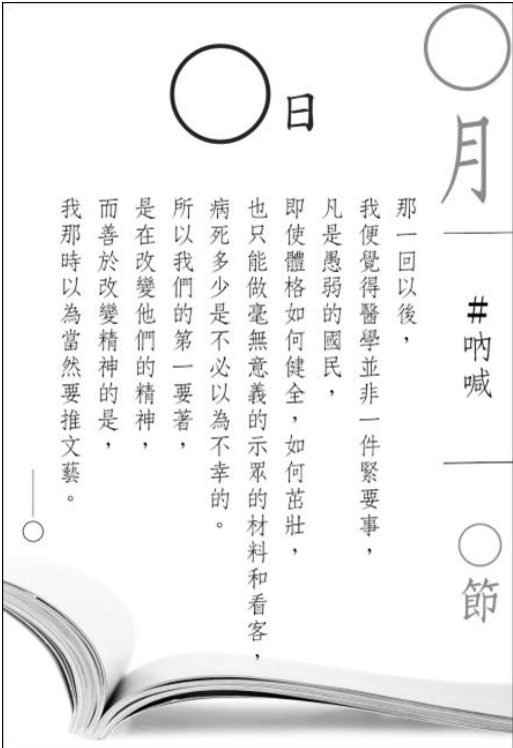 ○月
#吶喊
○節
○日
那一回以後，
我便覺得醫學並非一件緊要事，
凡是愚弱的國民，
即使體格如何健全，如何茁壯，
也只能做毫無意義的示眾的材料和看客，
病死多少是不必以為不幸的。
所以我們的第一要著，
是在改變他們的精神，
而善於改變精神的是，
我那時以為當然要推文藝。